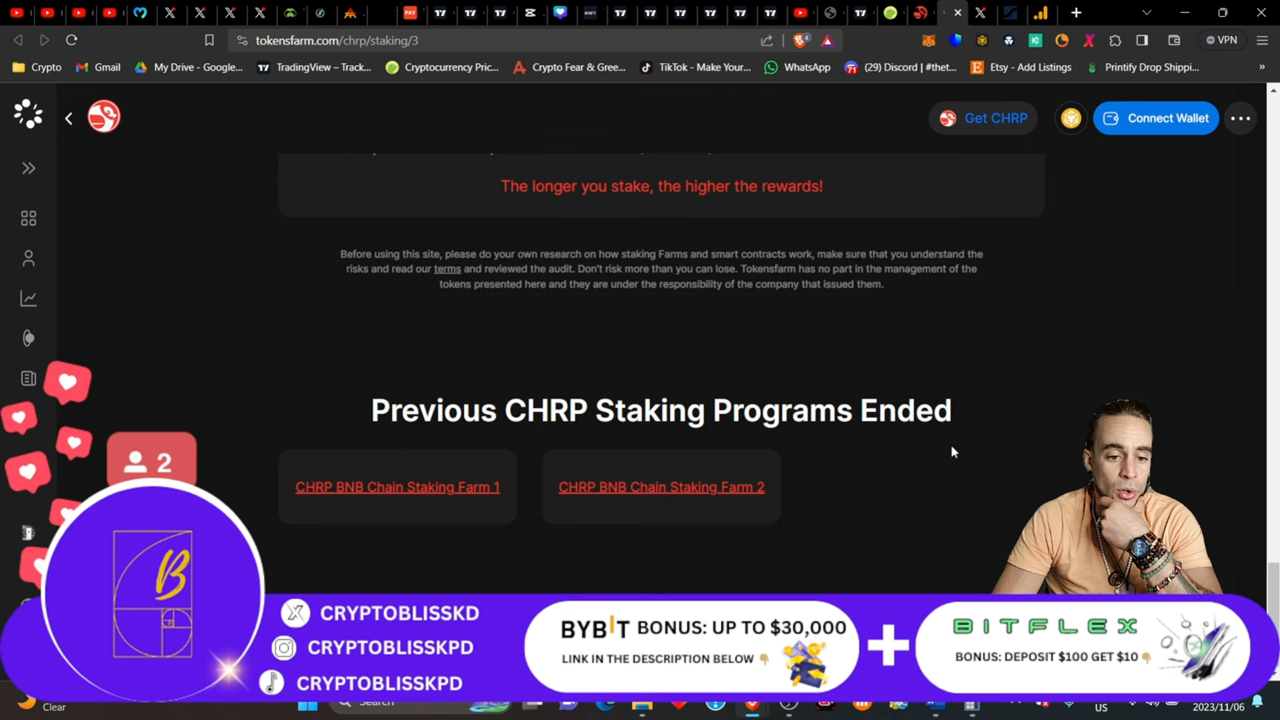 PAY
tokensfarm.com/chrp/staking/3
VPN
Crypto
Gmail
My Drive - Google...
TradingView – Track...
Cryptocurrency Pric...
Crypto Fear & Gree...
TikTok - Make Your...
WhatsApp
(29) Discord | #thet...
Etsy - Add Listings
Printify Drop Shippi...
Get CHRP
Connect Wallet
The longer you stake, the higher the rewards!
Before using this site, please do your own research on how staking Farms and smart contracts work, make sure that you understand the
risks and read our terms and reviewed the audit. Don't risk more than you can lose. Tokensfarm has no part in the management of the
tokens presented here and they are under the responsibility of the company that issued them.
Previous CHRP Staking Programs Ended
CHRP BNB Chain Staking Farm 1
CHRP BNB Chain Staking Farm 2
2
B
CRYPTOBLISSKD
CRYPTOBLISSKPD
CRYPTOBLISSKPD
BYBIT BONUS: UP TO $30,000
LINK IN THE DESCRIPTION BELOW
+
BITFLEX
BONUS: DEPOSIT $100 GET $10
Clear
Search
US
2023/11/06